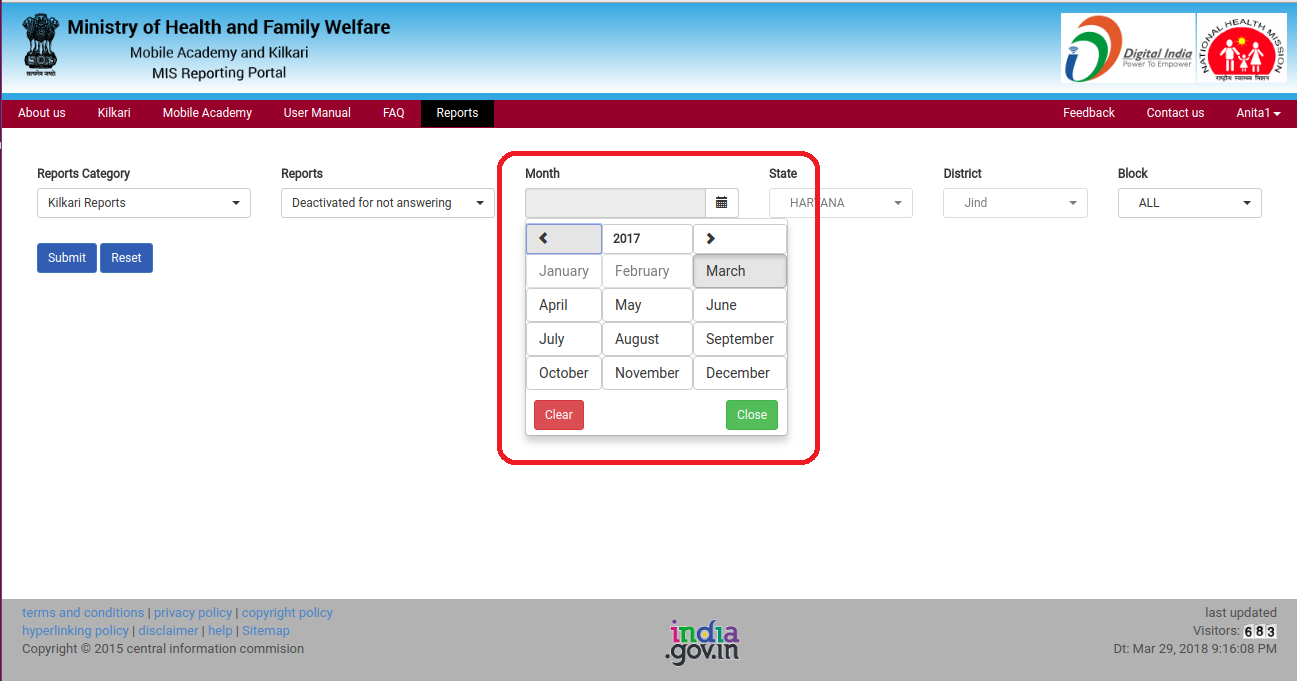 Ministry of Health and Family Welfare
Mobile Academy and Kilkari
MIS Reporting Portal
सत्यमेव जयते
Digital India
Power To Empower
NATIONAL HEALTH MISSION
राष्ट्रीय स्वास्थ्य मिशन
About us Kilkari Mobile Academy User Manual FAQ Reports Feedback Contact us Anita1
Reports Category Reports Month State District Block
Kilkari Reports Deactivated for not answering HARYANA Jind ALL
Submit Reset
2017
January February March
April May June
July August September
October November December
Clear Close
terms and conditions | privacy policy | copyright policy
hyperlinking policy | disclaimer | help | Sitemap
Copyright © 2015 central information commision
india
.gov.in
last updated
Visitors: 683
Dt: Mar 29, 2018 9:16:08 PM